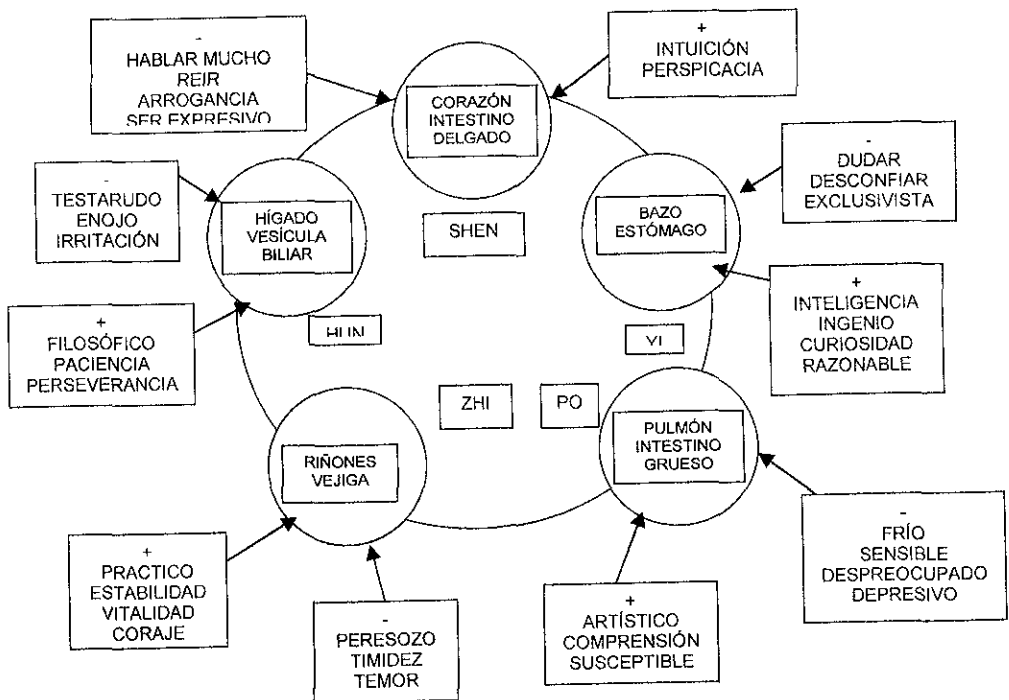 -
HABLAR MUCHO
REIR
ARROGANCIA
SER EXPRESIVO
+
INTUICIÓN
PERSPICACIA
CORAZÓN
INTESTINO
DELGADO
-
DUDAR
DESCONFIAR
EXCLUSIVISTA
-
TESTARUDO
ENOJO
IRRITACIÓN
HÍGADO
VESÍCULA
BILIAR
SHEN
BAZO
ESTÓMAGO
+
INTELIGENCIA
INGENIO
CURIOSIDAD
RAZONABLE
+
FILOSÓFICO
PACIENCIA
PERSEVERANCIA
HUN
YI
ZHI
PO
PULMÓN
INTESTINO
GRUESO
RIÑONES
VEJIGA
-
FRÍO
SENSIBLE
DESPREOCUPADO
DEPRESIVO
+
PRACTICO
ESTABILIDAD
VITALIDAD
CORAJE
-
PERESOZO
TIMIDEZ
TEMOR
+
ARTÍSTICO
COMPRENSIÓN
SUSCEPTIBLE